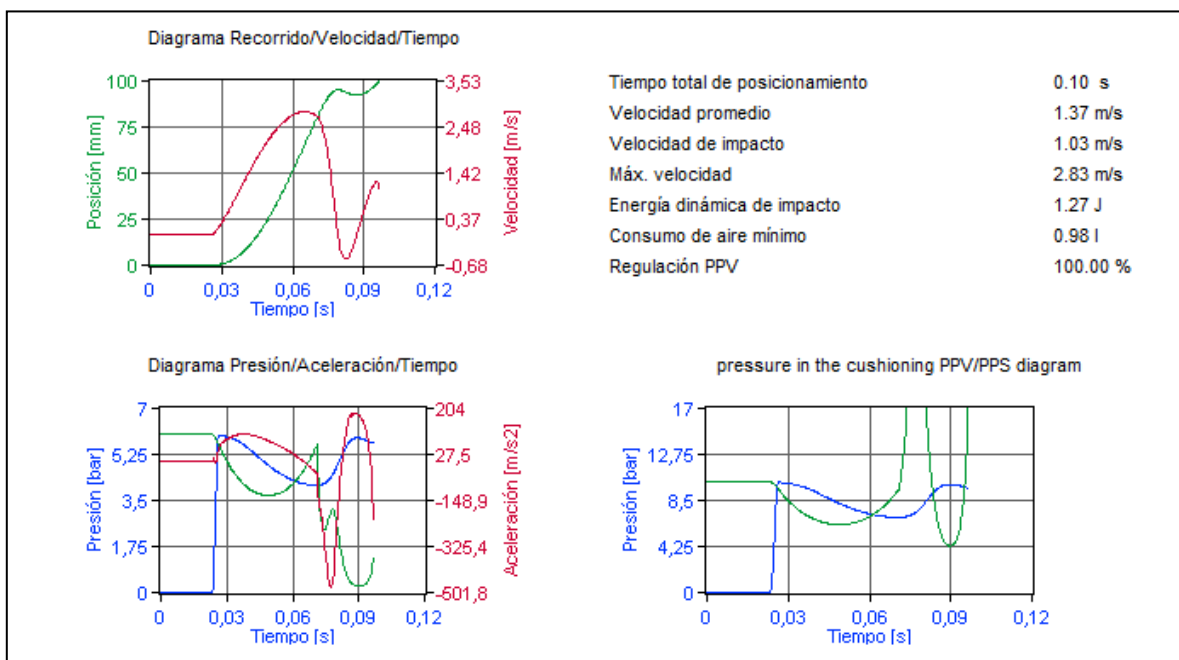 Diagrama Recorrido/Velocidad/Tiempo
100
75
50
25
0
Posición [mm]
3,53
2,48
1,42
0,37
-0,68
Velocidad [m/s]
0 0,03 0,06 0,09 0,12
Tiempo [s]
Tiempo total de posicionamiento 0.10 s
Velocidad promedio 1.37 m/s
Velocidad de impacto 1.03 m/s
Máx. velocidad 2.83 m/s
Energía dinámica de impacto 1.27 J
Consumo de aire mínimo 0.98 l
Regulación PPV 100.00 %
Diagrama Presión/Aceleración/Tiempo
7
5,25
3,5
1,75
0
Presión [bar]
204
27,5
-148,9
-325,4
-501,8
Aceleración [m/s2]
0 0,03 0,06 0,09 0,12
Tiempo [s]
pressure in the cushioning PPV/PPS diagram
17
12,75
8,5
4,25
0
Presión [bar]
0 0,03 0,06 0,09 0,12
Tiempo [s]